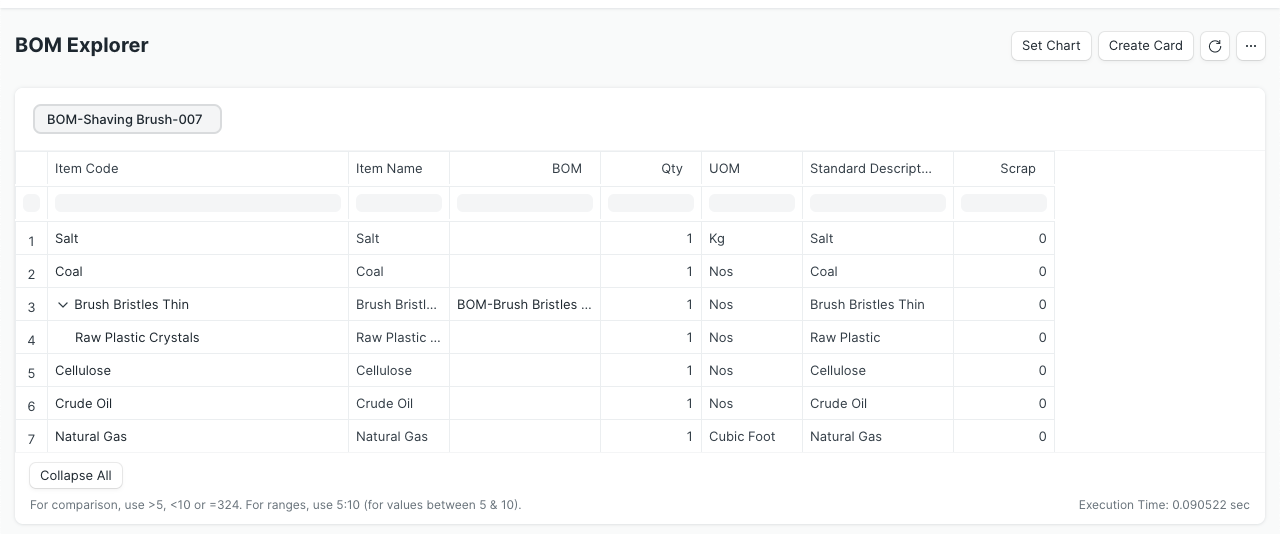 BOM Explorer
Set Chart
Create Card
BOM-Shaving Brush-007
Item Code Item Name BOM Qty UOM Standard Descript... Scrap
1 Salt Salt 1 Kg Salt 0
2 Coal Coal 1 Nos Coal 0
3 Brush Bristles Thin Brush Bristl... BOM-Brush Bristles ... 1 Nos Brush Bristles Thin 0
4 Raw Plastic Crystals Raw Plastic ... 1 Nos Raw Plastic 0
5 Cellulose Cellulose 1 Nos Cellulose 0
6 Crude Oil Crude Oil 1 Nos Crude Oil 0
7 Natural Gas Natural Gas 1 Cubic Foot Natural Gas 0
Collapse All
For comparison, use >5, <10 or =324. For ranges, use 5:10 (for values between 5 & 10).
Execution Time: 0.090522 sec